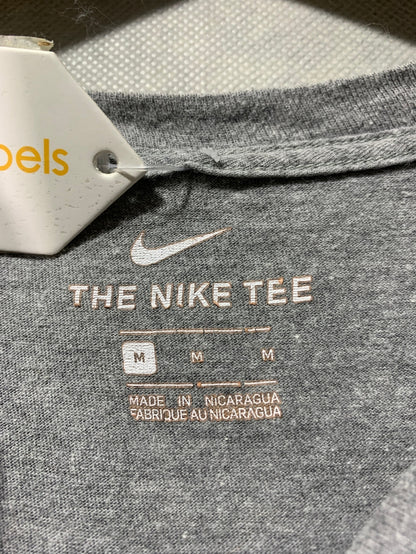 bels
THE NIKE TEE
M M M
MADE IN NICARAGUA
FABRIQUE AU NICARAGUA